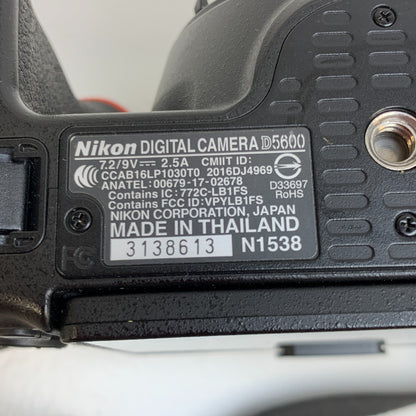 Nikon DIGITAL CAMERA D5600
7.2/9V⎓ 2.5A CMIIT ID:
CCAB16LP1030T0 2016DJ4969
ANATEL: 00679-17-02678
Contains IC: 772C-LB1FS
Contains FCC ID: VPYLB1FS
D33697
RoHS
NIKON CORPORATION, JAPAN
MADE IN THAILAND
3138613 N1538